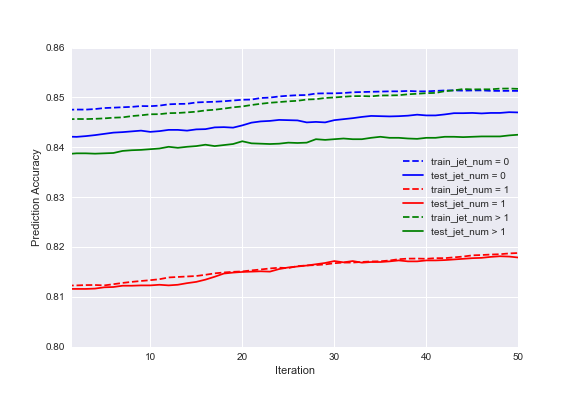 0.86
0.85
0.84
0.83
0.82
0.81
0.80
Prediction Accuracy
train_jet_num = 0
test_jet_num = 0
train_jet_num = 1
test_jet_num = 1
train_jet_num > 1
test_jet_num > 1
10 20 30 40 50
Iteration